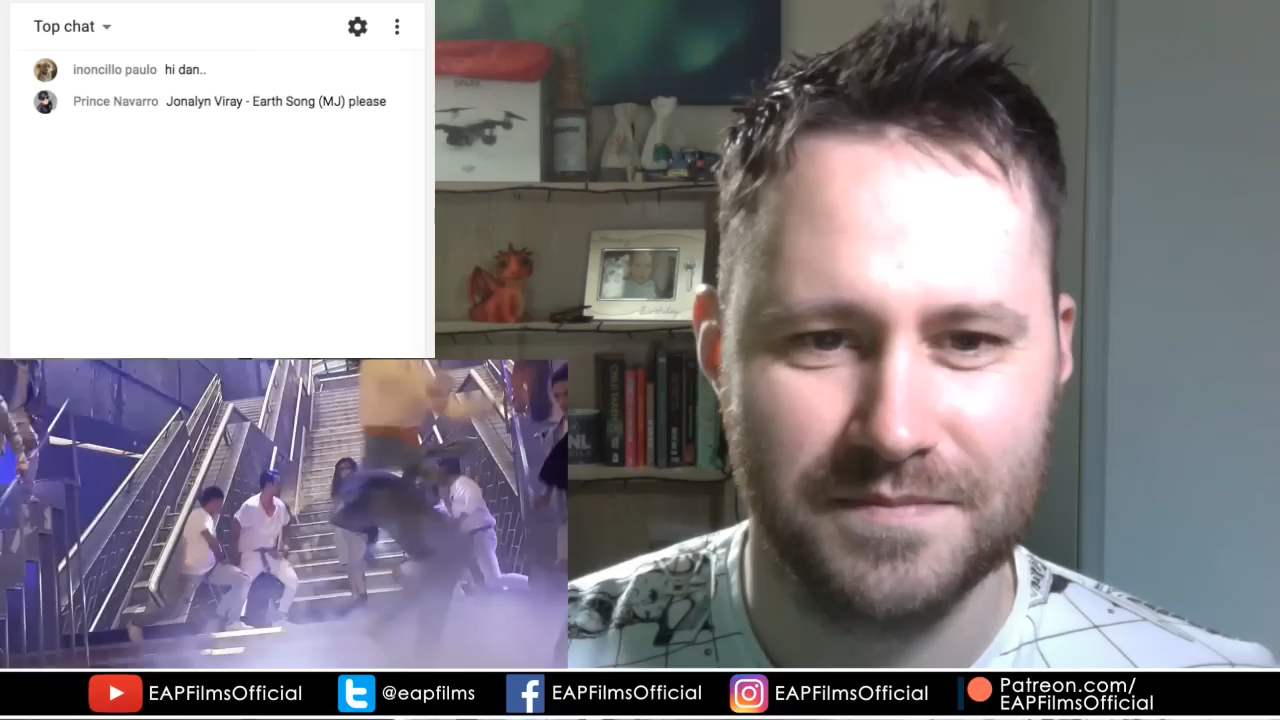 Top chat
inoncillo paulo hi dan..
Prince Navarro Jonalyn Viray - Earth Song (MJ) please
EAPFilmsOfficial
@eapfilms
EAPFilmsOfficial
EAPFilmsOfficial
Patreon.com/
EAPFilmsOfficial